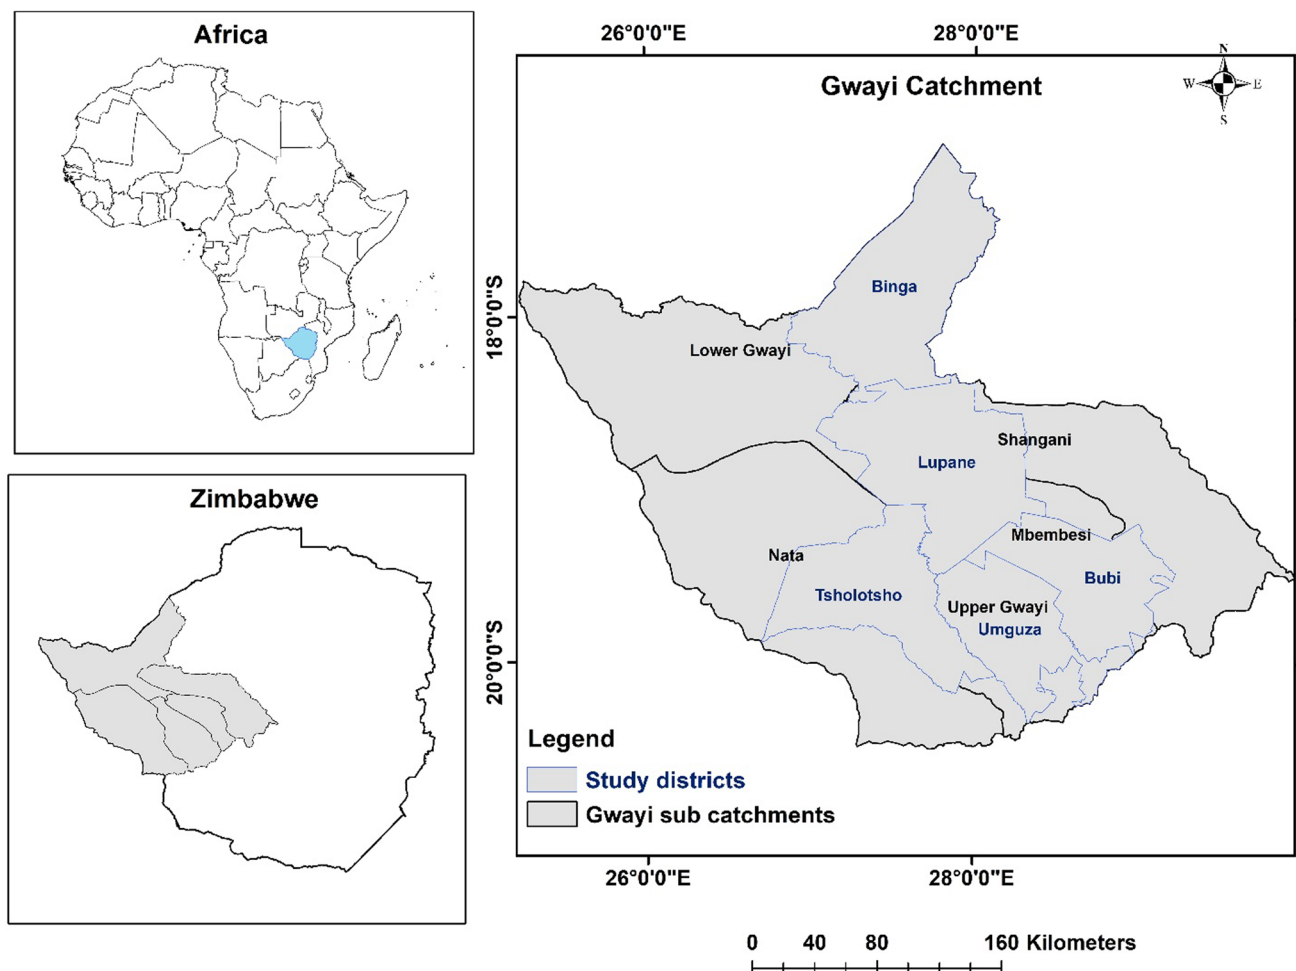 Africa
Zimbabwe
26°0'0"E
28°0'0"E
Gwayi Catchment
N
W
E
S
18°0'0"S
20°0'0"S
Binga
Lower Gwayi
Shangani
Lupane
Mbembesi
Nata
Bubi
Tsholotsho
Upper Gwayi
Umguza
Legend
Study districts
Gwayi sub catchments
26°0'0"E
28°0'0"E
0 40 80 160 Kilometers